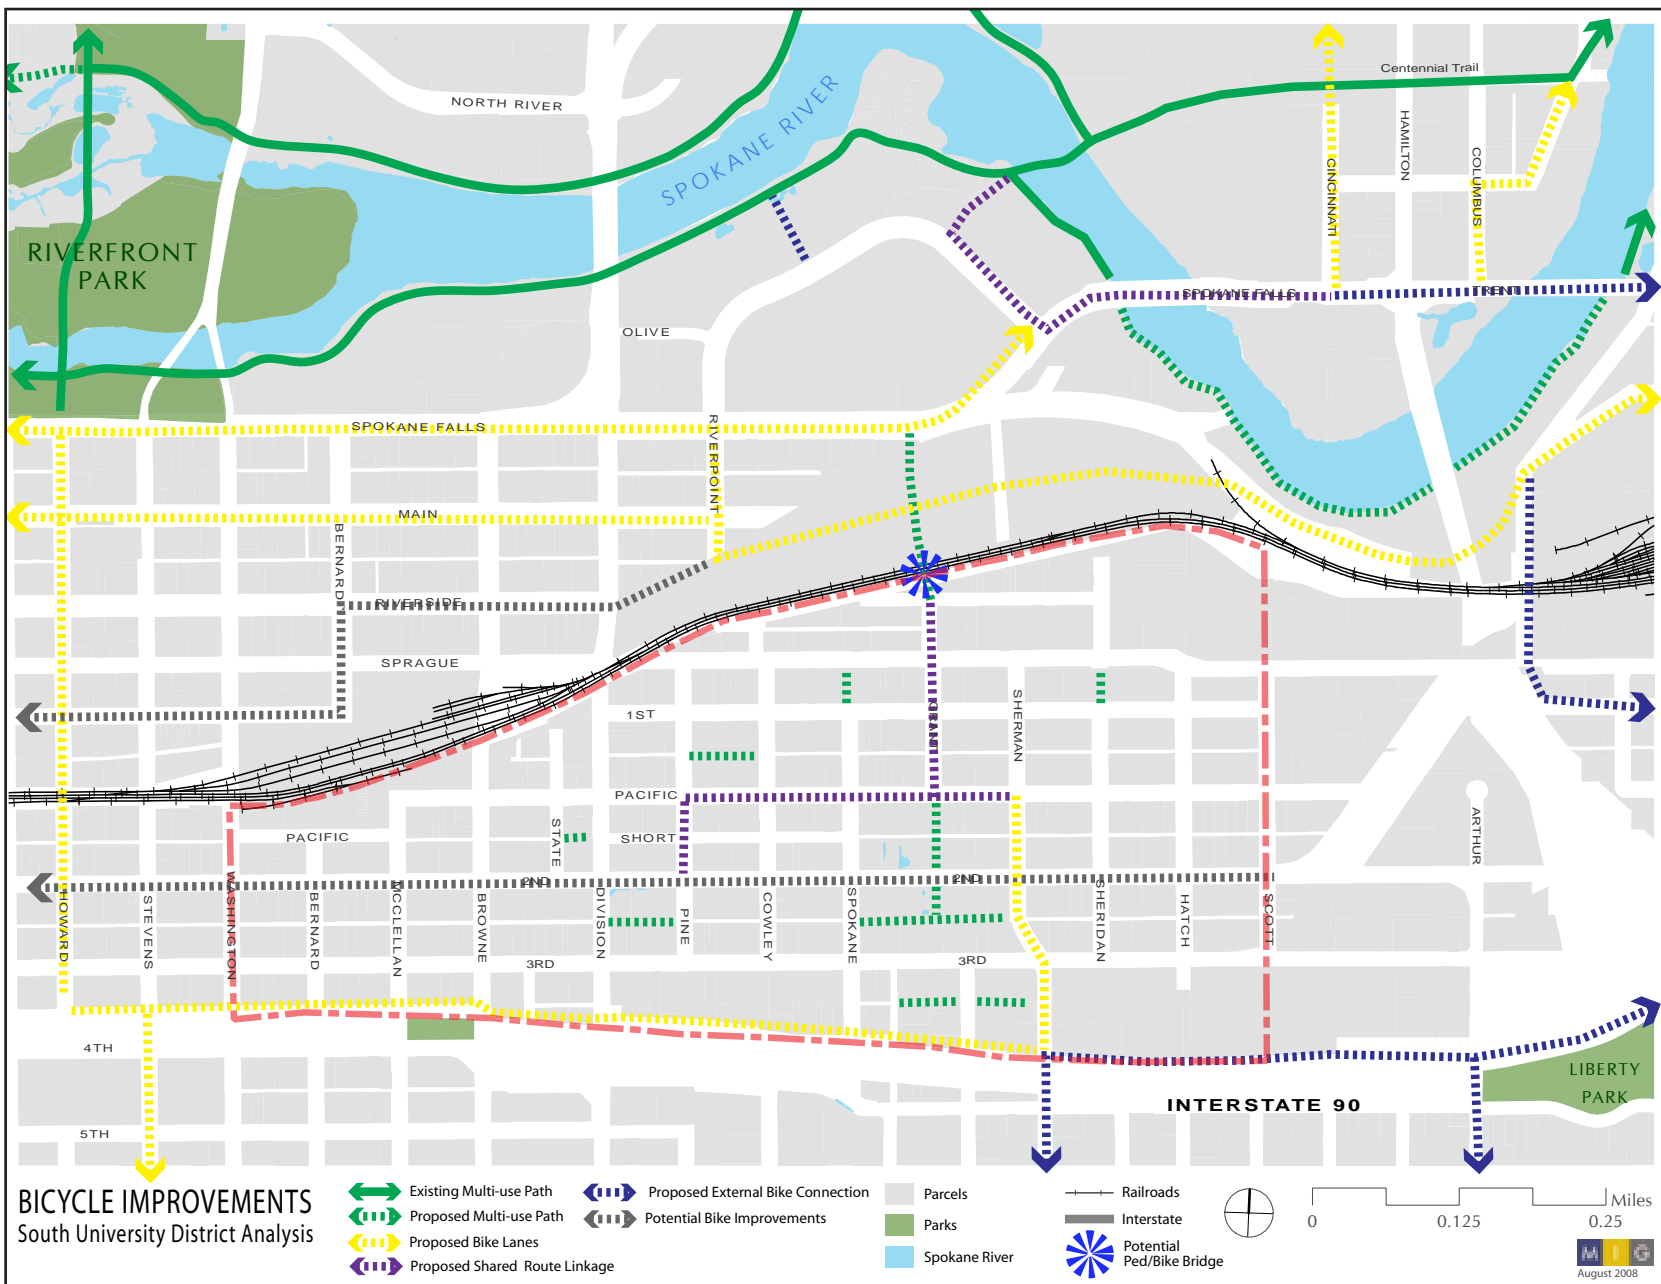 Centennial Trail
NORTH RIVER
SPOKANE RIVER
HAMILTON
CINCINNATI
COLUMBUS
RIVERFRONT
PARK
SPOKANE FALLS
TRENT
OLIVE
SPOKANE FALLS
RIVERPOINT
MAIN
BERNARD
RIVERSIDE
SPRAGUE
1ST
GRANT
SHERMAN
PACIFIC
PACIFIC
STATE
SHORT
ARTHUR
2ND
2ND
HOWARD
STEVENS
WASHINGTON
BERNARD
MCCLELLAN
BROWNE
DIVISION
PINE
COWLEY
SPOKANE
SHERIDAN
HATCH
SCOTT
3RD
3RD
4TH
LIBERTY
PARK
INTERSTATE 90
5TH
BICYCLE IMPROVEMENTS
South University District Analysis
Existing Multi-use Path
Proposed Multi-use Path
Proposed Bike Lanes
Proposed Shared Route Linkage
Proposed External Bike Connection
Potential Bike Improvements
Parcels
Parks
Spokane River
Railroads
Interstate
Potential
Ped/Bike Bridge
Miles
0 0.125 0.25
MIG
August 2008